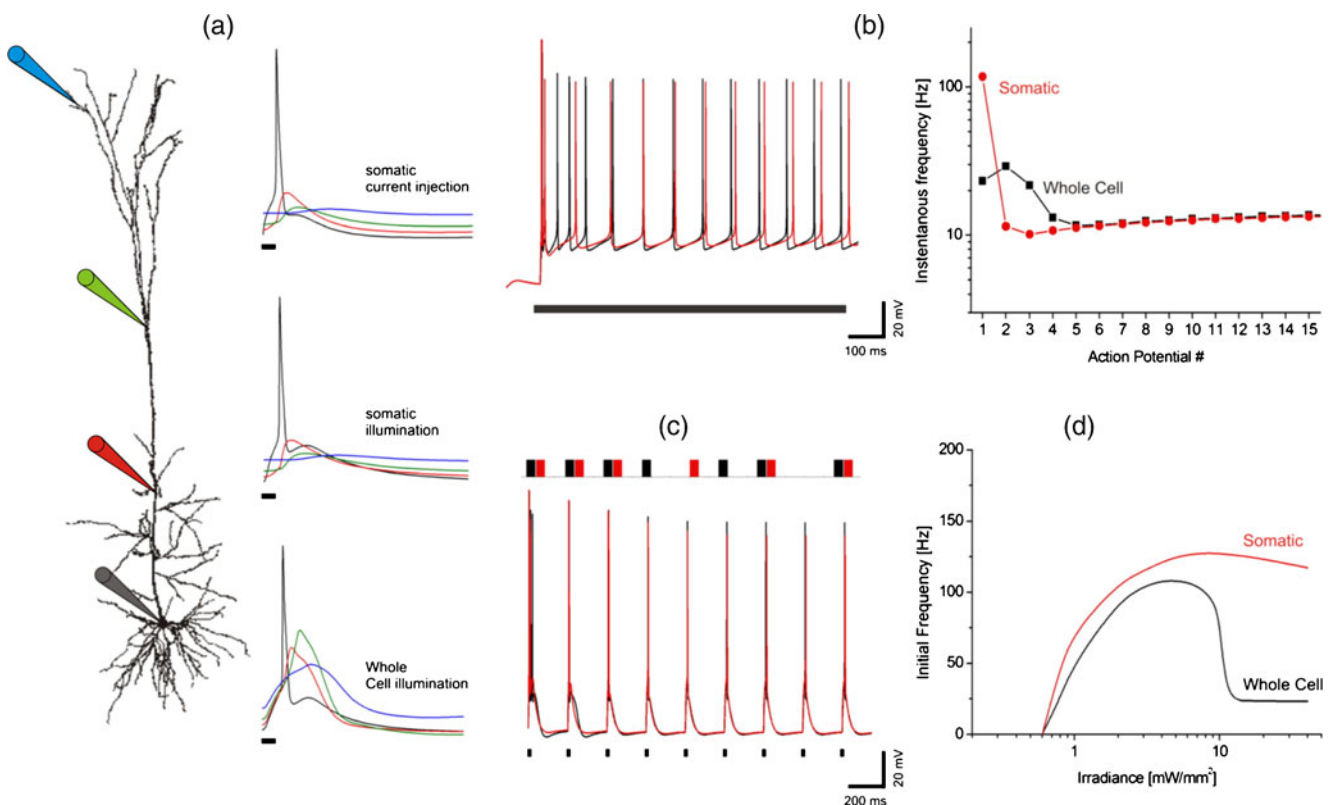 (a)
somatic
current injection
somatic
illumination
Whole
Cell illumination
(b)
20 mV
100 ms
100
10
Instentanous frequency [Hz]
Somatic
Whole Cell
1 2 3 4 5 6 7 8 9 10 11 12 13 14 15
Action Potential #
(c)
20 mV
200 ms
(d)
200
150
100
50
0
Initial Frequency [Hz]
Somatic
Whole Cell
1 10
Irradiance [mW/mm²]